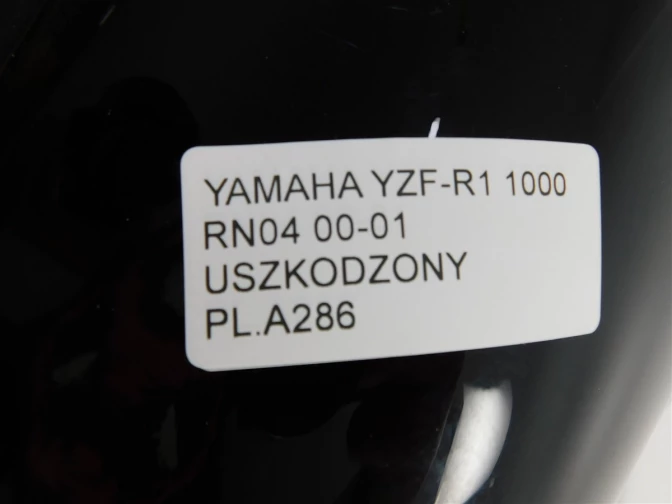 YAMAHA YZF-R1 1000
RN04 00-01
USZKODZONY
PL.A286